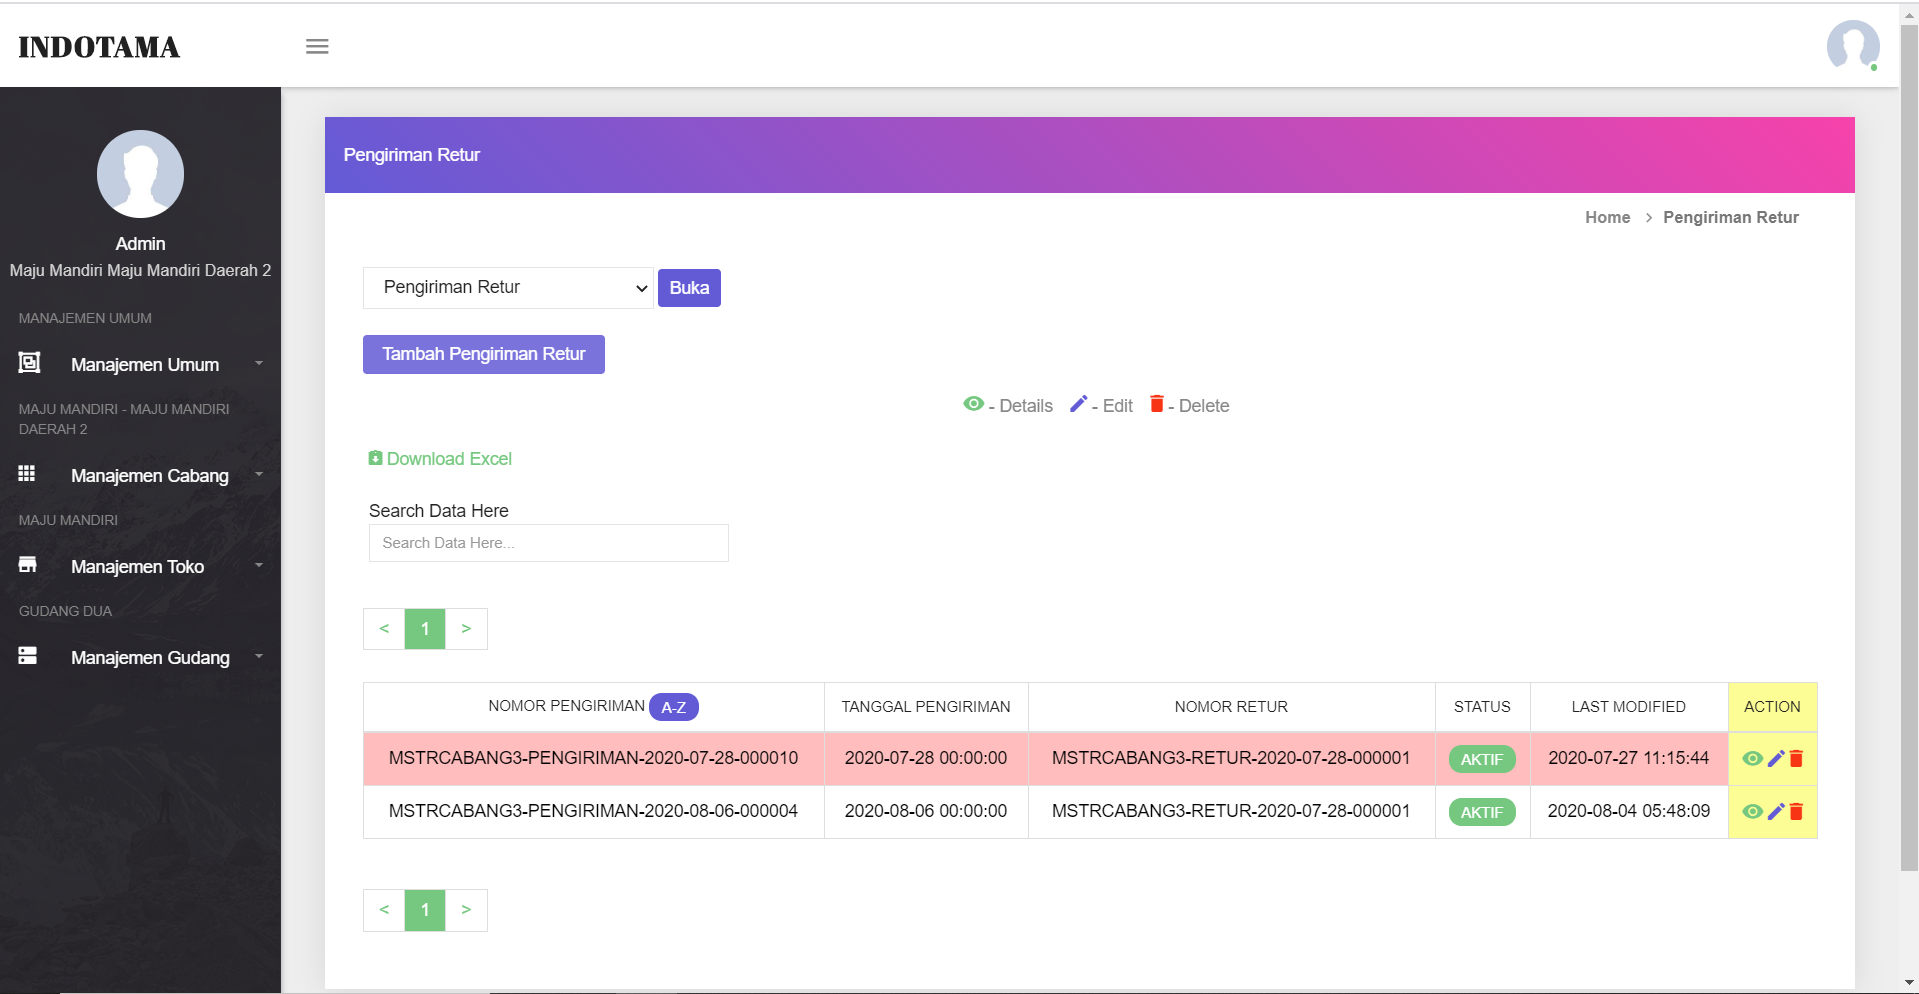 INDOTAMA
Admin
Maju Mandiri Maju Mandiri Daerah 2
MANAJEMEN UMUM
Manajemen Umum
MAJU MANDIRI - MAJU MANDIRI
DAERAH 2
Manajemen Cabang
MAJU MANDIRI
Manajemen Toko
GUDANG DUA
Manajemen Gudang
Pengiriman Retur
Home > Pengiriman Retur
Pengiriman Retur Buka
Tambah Pengiriman Retur
- Details - Edit - Delete
Download Excel
Search Data Here
Search Data Here...
< 1 >
NOMOR PENGIRIMAN A-Z TANGGAL PENGIRIMAN NOMOR RETUR STATUS LAST MODIFIED ACTION
MSTRCABANG3-PENGIRIMAN-2020-07-28-000010 2020-07-28 00:00:00 MSTRCABANG3-RETUR-2020-07-28-000001 AKTIF 2020-07-27 11:15:44
MSTRCABANG3-PENGIRIMAN-2020-08-06-000004 2020-08-06 00:00:00 MSTRCABANG3-RETUR-2020-07-28-000001 AKTIF 2020-08-04 05:48:09
< 1 >